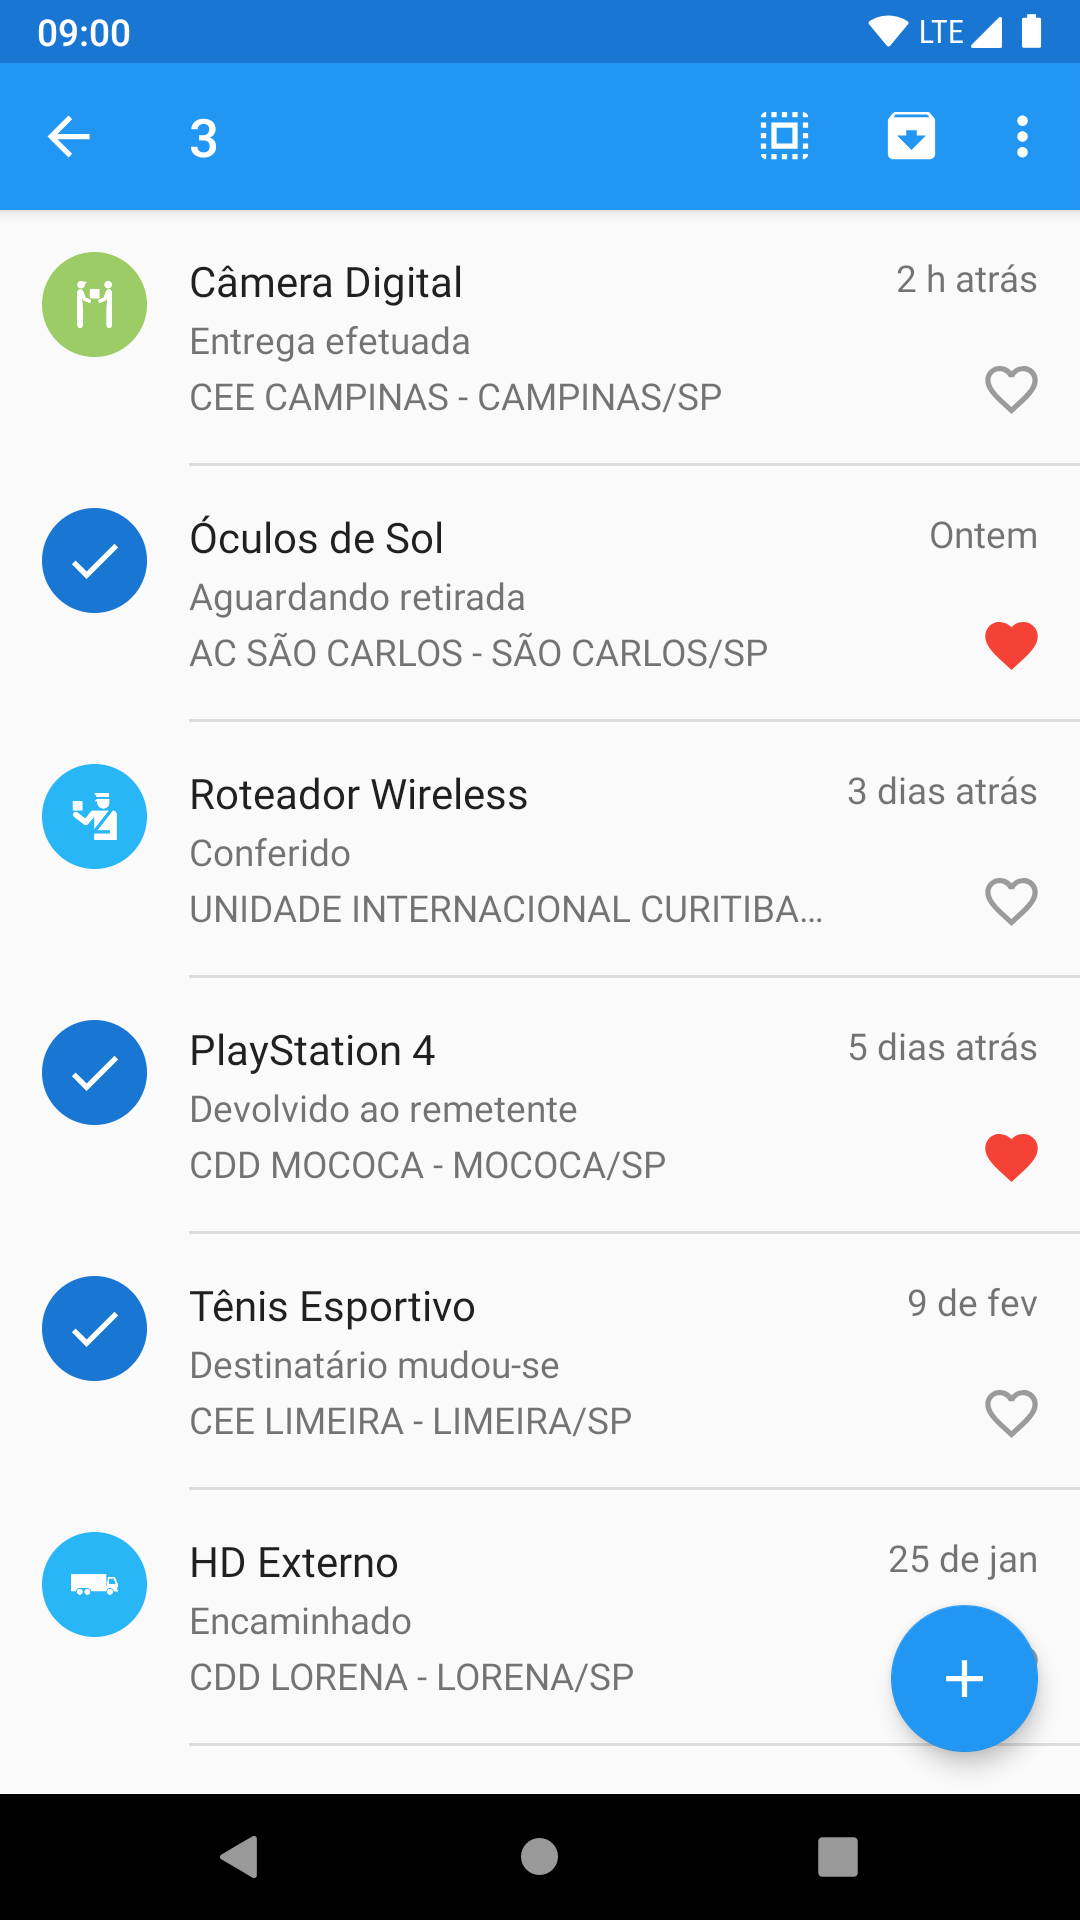 09:00 LTE
3
Câmera Digital 2 h atrás
Entrega efetuada
CEE CAMPINAS - CAMPINAS/SP
Óculos de Sol Ontem
Aguardando retirada
AC SÃO CARLOS - SÃO CARLOS/SP
Roteador Wireless 3 dias atrás
Conferido
UNIDADE INTERNACIONAL CURITIBA...
PlayStation 4 5 dias atrás
Devolvido ao remetente
CDD MOCOCA - MOCOCA/SP
Tênis Esportivo 9 de fev
Destinatário mudou-se
CEE LIMEIRA - LIMEIRA/SP
HD Externo 25 de jan
Encaminhado
CDD LORENA - LORENA/SP